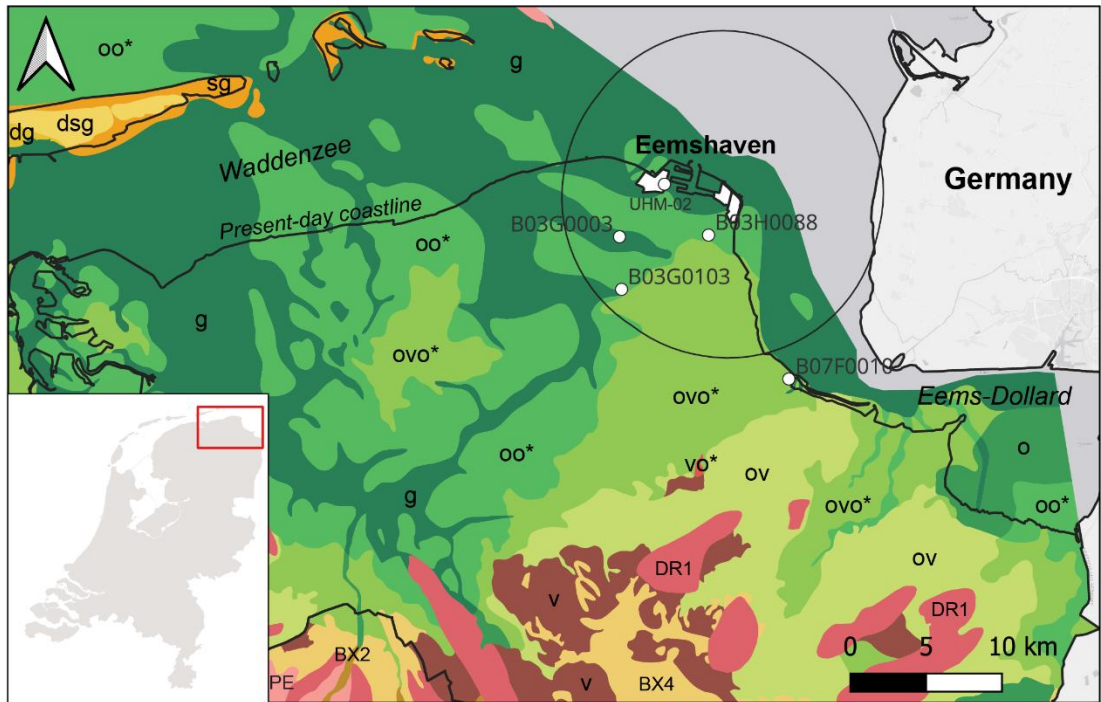 oo*
g
sg
dsg
dg
Waddenzee
Eemshaven
Germany
UHM-02
Present-day coastline
B03G0003
B03H0088
oo*
B03G0103
g
ovo*
B07F0010
Eems-Dollard
ovo*
oo*
vo*
ov
o
g
ovo*
oo*
ov
DR1
v
DR1
0 5 10 km
BX2
PE
v
BX4